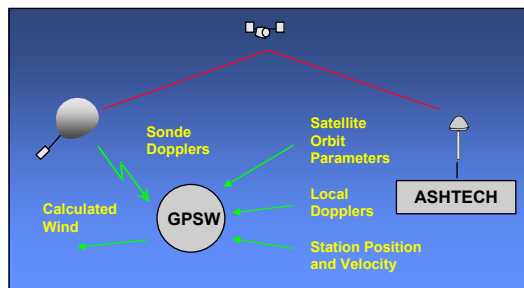 Sonde
Dopplers
Satellite
Orbit
Parameters
ASHTECH
Calculated
Wind
GPSW
Local
Dopplers
Station Position
and Velocity